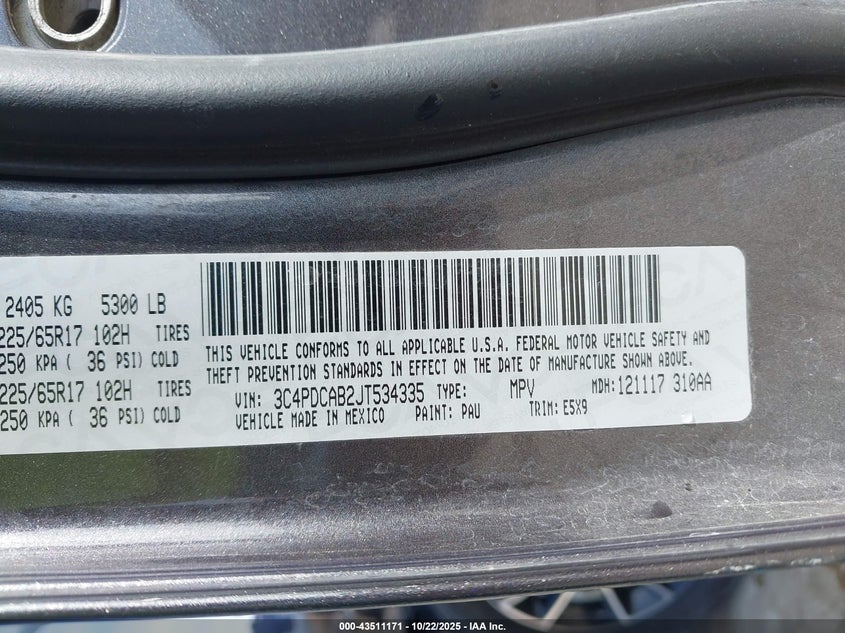 2405 KG 5300 LB
225/65R17 102H TIRES
250 KPA ( 36 PSI) COLD
225/65R17 102H TIRES
250 KPA ( 36 PSI) COLD
THIS VEHICLE CONFORMS TO ALL APPLICABLE U.S.A. FEDERAL MOTOR VEHICLE SAFETY AND
THEFT PREVENTION STANDARDS IN EFFECT ON THE DATE OF MANUFACTURE SHOWN ABOVE.
VIN: 3C4PDCAB2JT534335 TYPE: MPV MDH: 121117 310AA
VEHICLE MADE IN MEXICO PAINT: PAU TRIM: E5X9
000-43511171 - 10/22/2025 - IAA Inc.